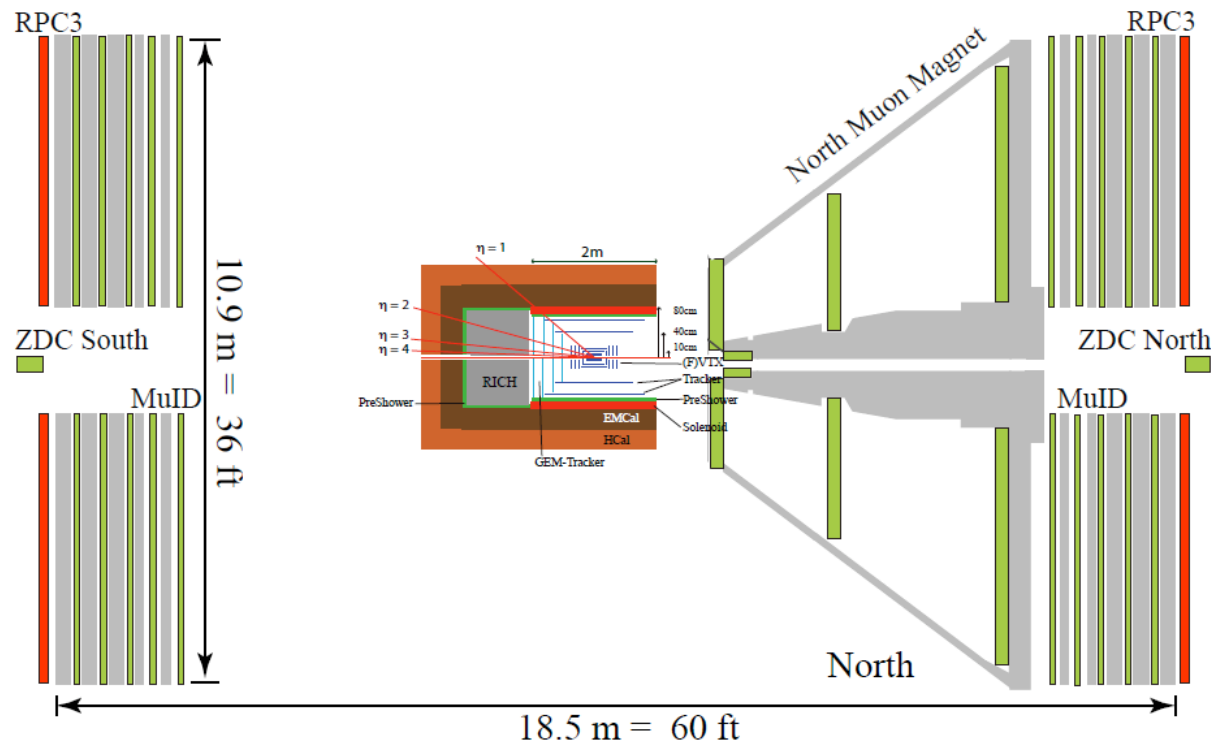 RPC3
RPC3
North Muon Magnet
η = 1
2m
η = 2
80cm
10.9 m = 36 ft
ZDC South
η = 3
40cm
ZDC North
η = 4
10cm
(F)VTX
RICH
Tracker
MuID
PreShower
PreShower
MuID
EMCal
Solenoid
HCal
GEM-Tracker
North
18.5 m = 60 ft